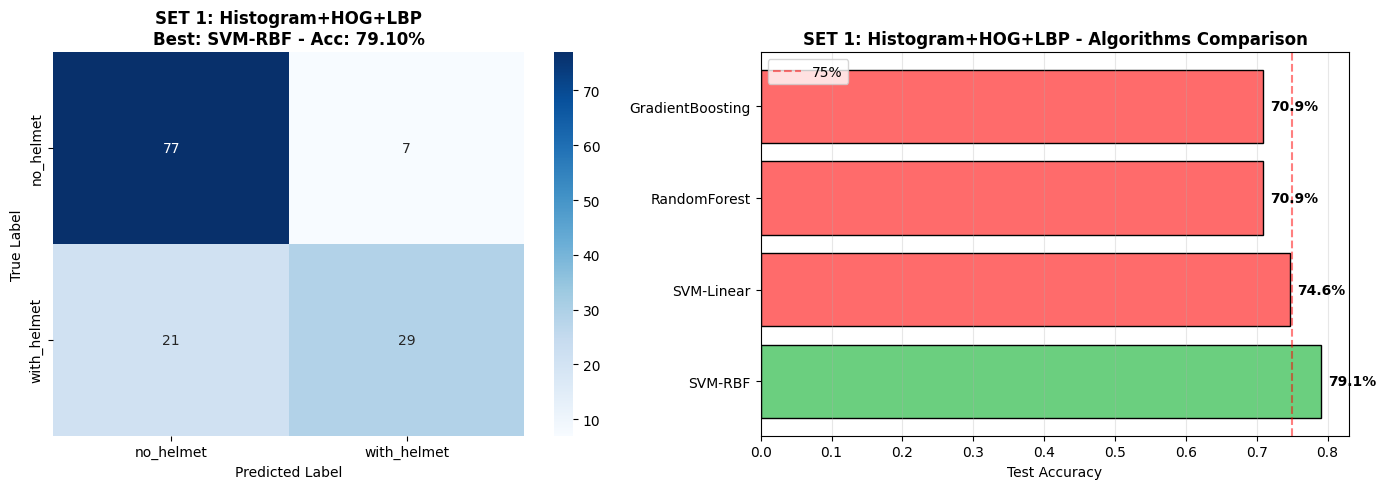 SET 1: Histogram+HOG+LBP
Best: SVM-RBF - Acc: 79.10%
no_helmet
with_helmet
True Label
77
7
21
29
no_helmet
with_helmet
Predicted Label
70
60
50
40
30
20
10
SET 1: Histogram+HOG+LBP - Algorithms Comparison
75%
GradientBoosting
70.9%
RandomForest
70.9%
SVM-Linear
74.6%
SVM-RBF
79.1%
0.0 0.1 0.2 0.3 0.4 0.5 0.6 0.7 0.8
Test Accuracy